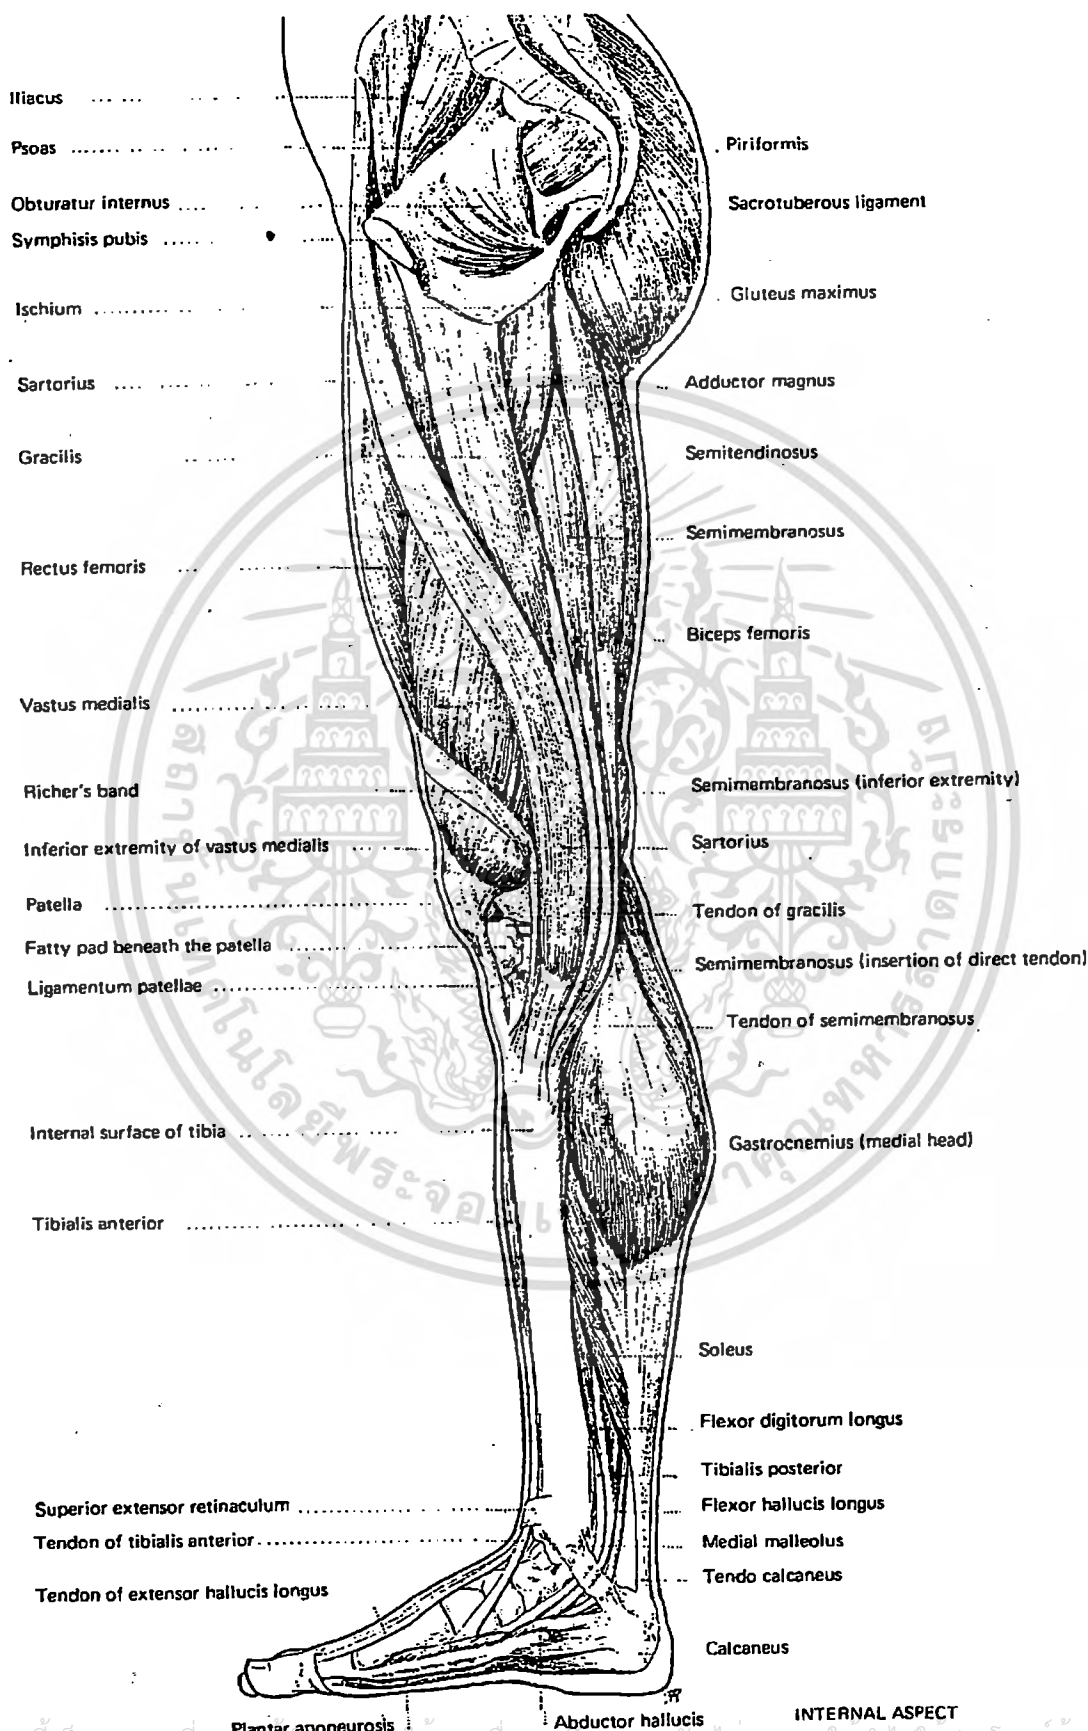 Iliacus
Psoas
Obturatur internus
Symphisis pubis
Ischium
Sartorius
Gracilis
Rectus femoris
Vastus medialis
Richer's band
Inferior extremity of vastus medialis
Patella
Fatty pad beneath the patella
Ligamentum patellae
Internal surface of tibia
Tibialis anterior
Superior extensor retinaculum
Tendon of tibialis anterior
Tendon of extensor hallucis longus
Piriformis
Sacrotuberous ligament
Gluteus maximus
Adductor magnus
Semitendinosus
Semimembranosus
Biceps femoris
Semimembranosus (inferior extremity)
Sartorius
Tendon of gracilis
Semimembranosus (insertion of direct tendon)
Tendon of semimembranosus
Gastrocnemius (medial head)
Soleus
Flexor digitorum longus
Tibialis posterior
Flexor hallucis longus
Medial malleolus
Tendo calcaneus
Calcaneus
Plantar aponeurosis
Abductor hallucis
INTERNAL ASPECT